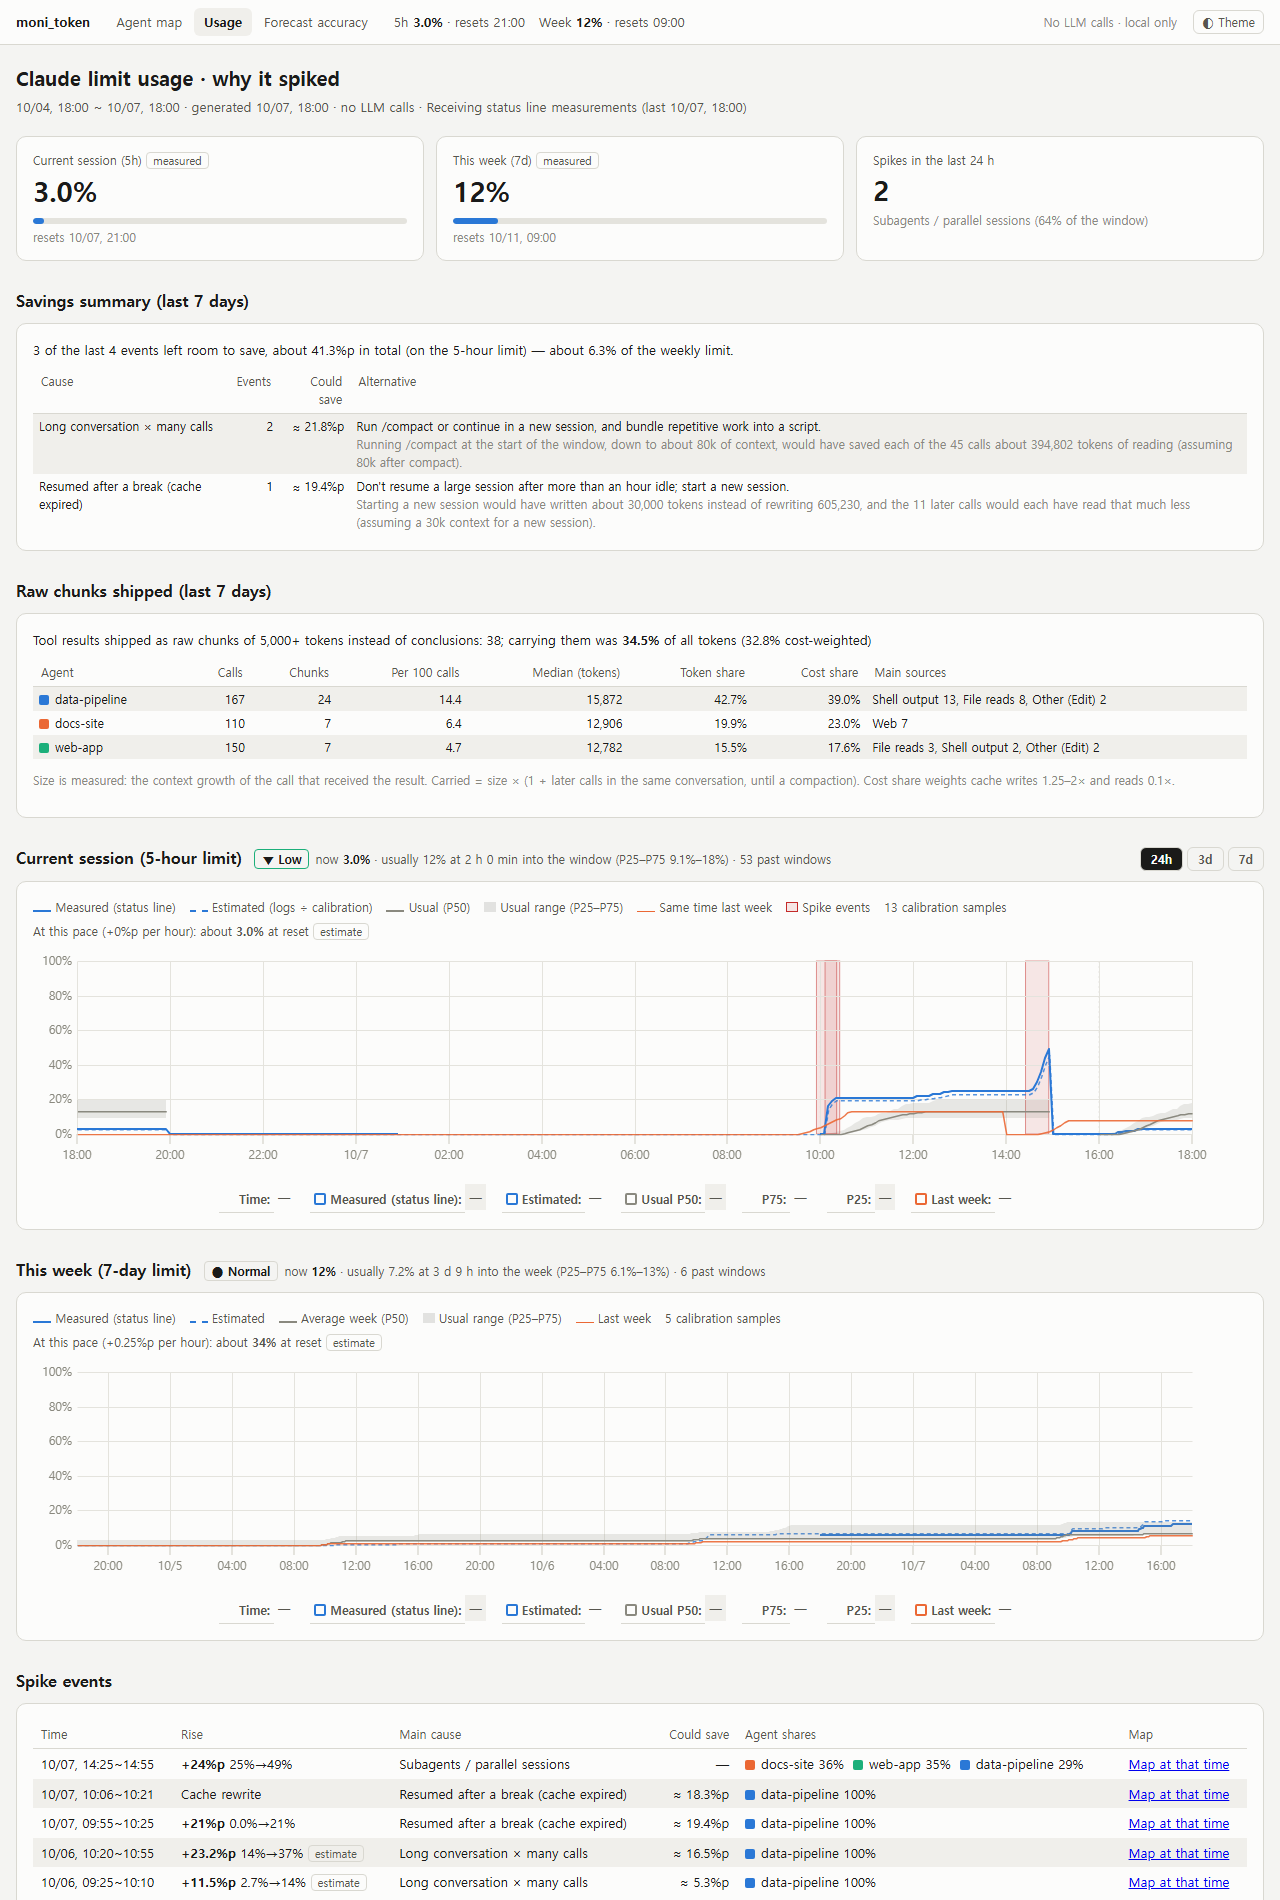 moni_token Agent map Usage Forecast accuracy 5h 3.0% · resets 21:00 Week 12% · resets 09:00 No LLM calls · local only ◐ Theme
Claude limit usage · why it spiked
10/04, 18:00 ~ 10/07, 18:00 · generated 10/07, 18:00 · no LLM calls · Receiving status line measurements (last 10/07, 18:00)
Current session (5h) measured
3.0%
resets 10/07, 21:00
This week (7d) measured
12%
resets 10/11, 09:00
Spikes in the last 24 h
2
Subagents / parallel sessions (64% of the window)
Savings summary (last 7 days)
3 of the last 4 events left room to save, about 41.3%p in total (on the 5-hour limit) — about 6.3% of the weekly limit.
Cause Events Could save Alternative
Long conversation × many calls 2 ≈ 21.8%p Run /compact or continue in a new session, and bundle repetitive work into a script.
Running /compact at the start of the window, down to about 80k of context, would have saved each of the 45 calls about 394,802 tokens of reading (assuming
80k after compact).
Resumed after a break (cache expired) 1 ≈ 19.4%p Don't resume a large session after more than an hour idle; start a new session.
Starting a new session would have written about 30,000 tokens instead of rewriting 605,230, and the 11 later calls would each have read that much less
(assuming a 30k context for a new session).
Raw chunks shipped (last 7 days)
Tool results shipped as raw chunks of 5,000+ tokens instead of conclusions: 38; carrying them was 34.5% of all tokens (32.8% cost-weighted)
Agent Calls Chunks Per 100 calls Median (tokens) Token share Cost share Main sources
data-pipeline 167 24 14.4 15,872 42.7% 39.0% Shell output 13, File reads 8, Other (Edit) 2
docs-site 110 7 6.4 12,906 19.9% 23.0% Web 7
web-app 150 7 4.7 12,782 15.5% 17.6% File reads 3, Shell output 2, Other (Edit) 2
Size is measured: the context growth of the call that received the result. Carried = size × (1 + later calls in the same conversation, until a compaction). Cost share weights cache writes 1.25–2× and reads 0.1×.
Current session (5-hour limit) ▼ Low now 3.0% · usually 12% at 2 h 0 min into the window (P25–P75 9.1%–18%) · 53 past windows 24h 3d 7d
Measured (status line) Estimated (logs ÷ calibration) Usual (P50) Usual range (P25–P75) Same time last week Spike events 13 calibration samples
At this pace (+0%p per hour): about 3.0% at reset estimate
100%
80%
60%
40%
20%
0%
18:00 20:00 22:00 10/7 02:00 04:00 06:00 08:00 10:00 12:00 14:00 16:00 18:00
Time: — Measured (status line): — Estimated: — Usual P50: — P75: — P25: — Last week: —
This week (7-day limit) ● Normal now 12% · usually 7.2% at 3 d 9 h into the week (P25–P75 6.1%–13%) · 6 past windows
Measured (status line) Estimated Average week (P50) Usual range (P25–P75) Last week 5 calibration samples
At this pace (+0.25%p per hour): about 34% at reset estimate
100%
80%
60%
40%
20%
0%
20:00 10/5 04:00 08:00 12:00 16:00 20:00 10/6 04:00 08:00 12:00 16:00 20:00 10/7 04:00 08:00 12:00 16:00
Time: — Measured (status line): — Estimated: — Usual P50: — P75: — P25: — Last week: —
Spike events
Time Rise Main cause Could save Agent shares Map
10/07, 14:25~14:55 +24%p 25%→49% Subagents / parallel sessions — docs-site 36% web-app 35% data-pipeline 29% Map at that time
10/07, 10:06~10:21 Cache rewrite Resumed after a break (cache expired) ≈ 18.3%p data-pipeline 100% Map at that time
10/07, 09:55~10:25 +21%p 0.0%→21% Resumed after a break (cache expired) ≈ 19.4%p data-pipeline 100% Map at that time
10/06, 10:20~10:55 +23.2%p 14%→37% estimate Long conversation × many calls ≈ 16.5%p data-pipeline 100% Map at that time
10/06, 09:25~10:10 +11.5%p 2.7%→14% estimate Long conversation × many calls ≈ 5.3%p data-pipeline 100% Map at that time